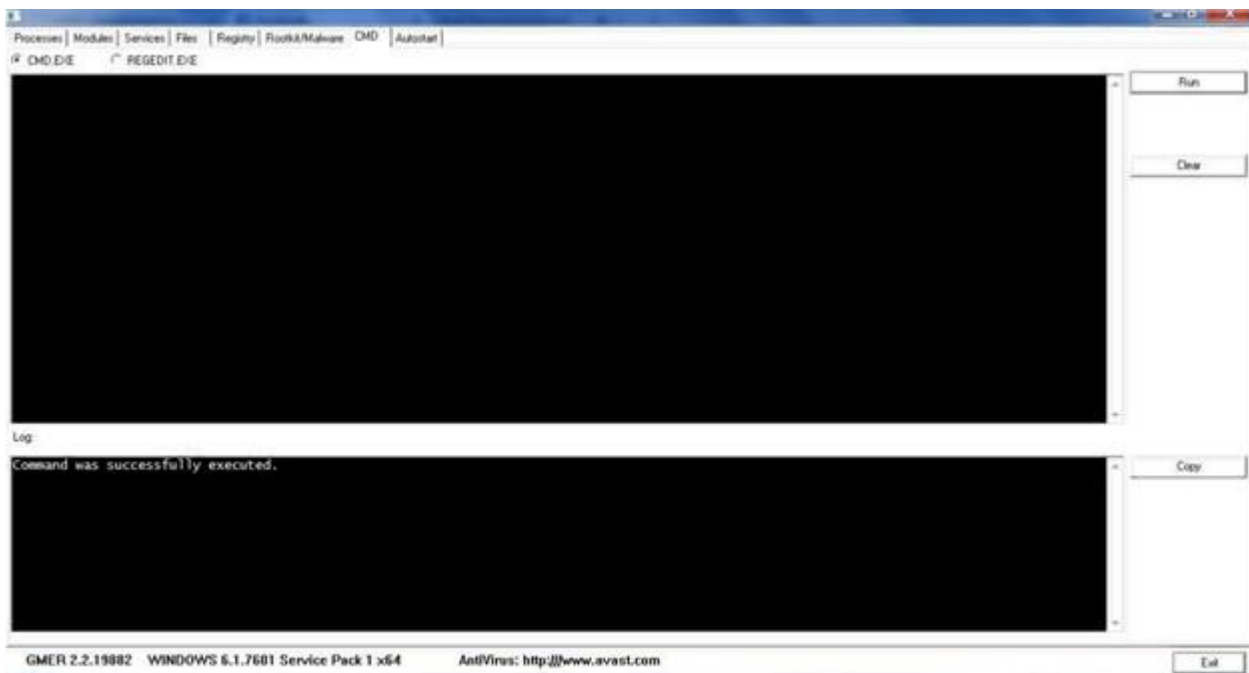 Processes Modules Services Files Registry Rootkit/Malware CMD Autostart
CMD.EXE REGEDIT.EXE
Run
Clear
Log:
Command was successfully executed.
Copy
GMER 2.2.19882 WINDOWS 6.1.7601 Service Pack 1 x64 AntiVirus: http:///www.avast.com
Exit